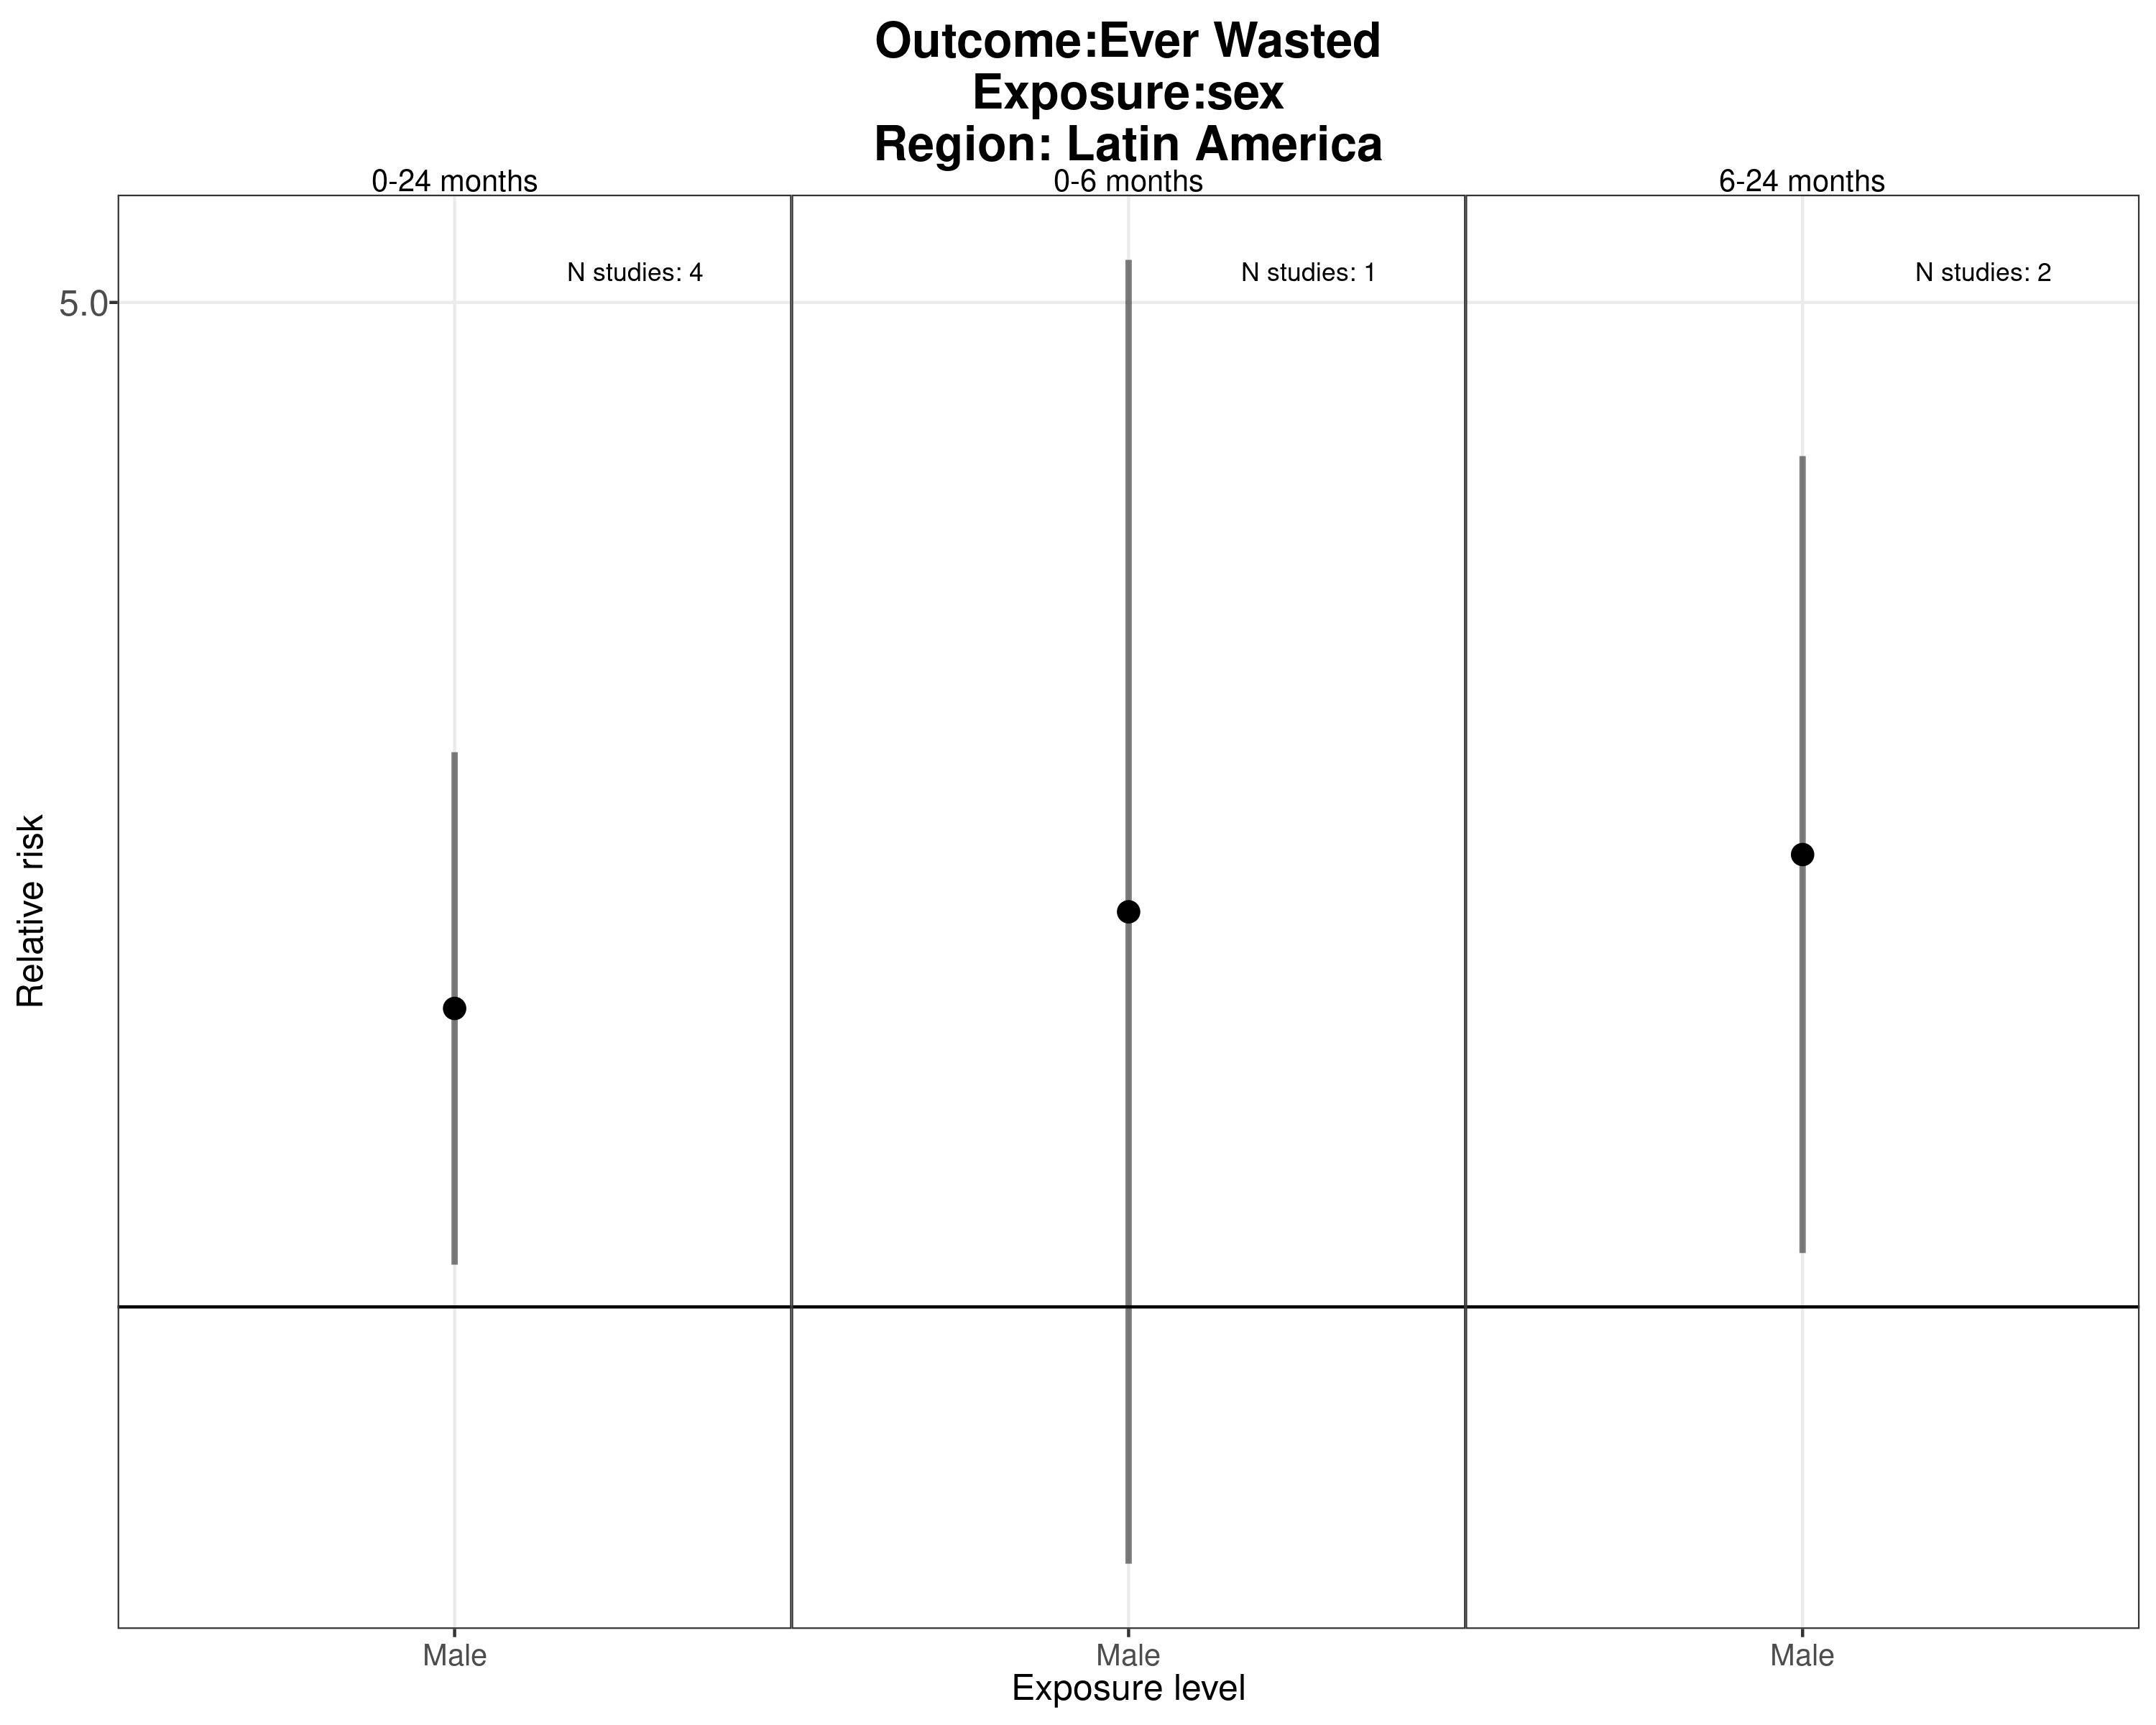 Outcome:Ever Wasted
Exposure:sex
Region: Latin America
0-24 months
0-6 months
6-24 months
N studies: 4
N studies: 1
N studies: 2
5.0
Relative risk
Male
Male
Male
Exposure level